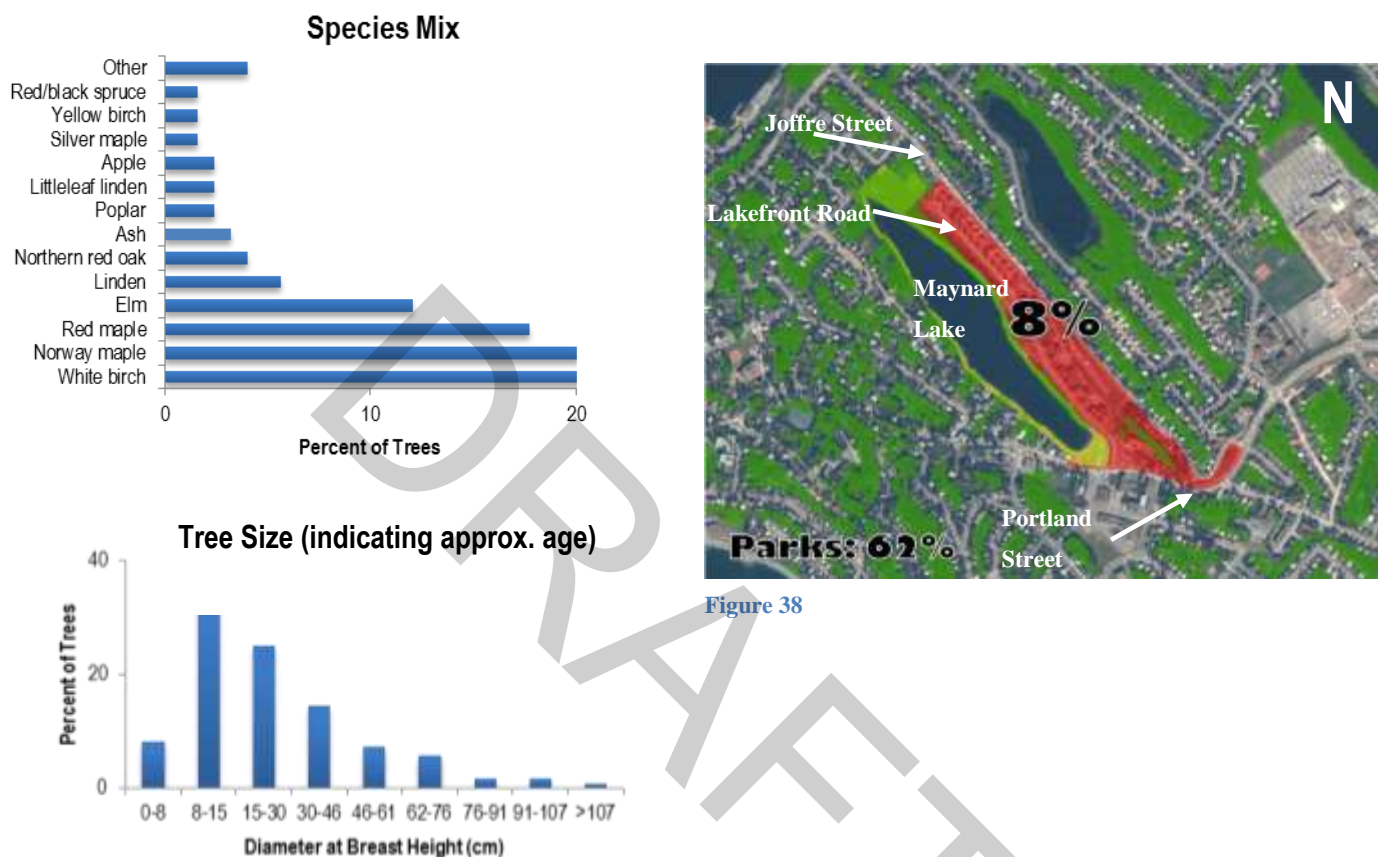 Species Mix
Other
Red/black spruce
Yellow birch
Silver maple
Apple
Littleleaf linden
Poplar
Ash
Northern red oak
Linden
Elm
Red maple
Norway maple
White birch
0 10 20
Percent of Trees
Tree Size (indicating approx. age)
40
20
0
Percent of Trees
0-8 8-15 15-30 30-46 46-61 62-76 76-91 91-107 >107
Diameter at Breast Height (cm)
N
Joffre Street
Lakefront Road
Maynard
Lake
8%
Portland
Street
Parks: 62%
Figure 38
DRAFT